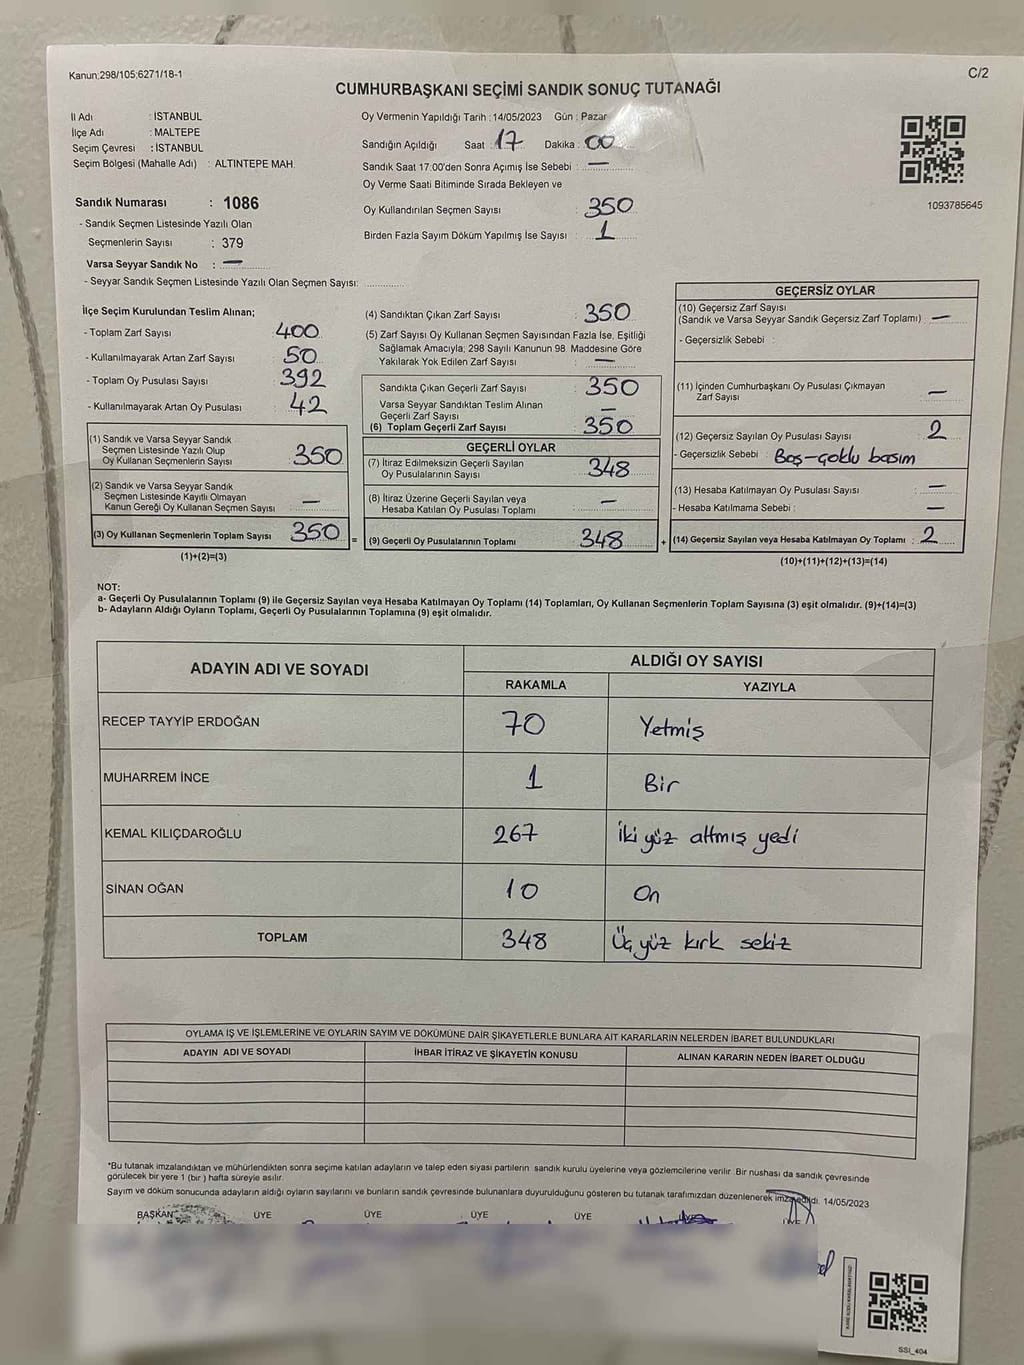 Kanun:298/105;6271/18-1
C/2
CUMHURBAŞKANI SEÇİMİ SANDIK SONUÇ TUTANAĞI
İl Adı : İSTANBUL
İlçe Adı : MALTEPE
Seçim Çevresi : İSTANBUL
Seçim Bölgesi (Mahalle Adı) : ALTINTEPE MAH.
Sandık Numarası : 1086
- Sandık Seçmen Listesinde Yazılı Olan
Seçmenlerin Sayısı : 379
Varsa Seyyar Sandık No : —
- Seyyar Sandık Seçmen Listesinde Yazılı Olan Seçmen Sayısı: ............
Oy Vermenin Yapıldığı Tarih : 14/05/2023 Gün : Pazar
Sandığın Açıldığı Saat : 17 Dakika : 00
Sandık Saat 17:00'den Sonra Açımış İse Sebebi : —
Oy Verme Saati Bitiminde Sırada Bekleyen ve
Oy Kullandırılan Seçmen Sayısı : 350
Birden Fazla Sayım Döküm Yapılmış İse Sayısı : 1
1093785645
İlçe Seçim Kurulundan Teslim Alınan;
- Toplam Zarf Sayısı 400
- Kullanılmayarak Artan Zarf Sayısı 50
- Toplam Oy Pusulası Sayısı 392
- Kullanılmayarak Artan Oy Pusulası 42
(1) Sandık ve Varsa Seyyar Sandık
Seçmen Listesinde Yazılı Olup
Oy Kullanan Seçmenlerin Sayısı 350
(2) Sandık ve Varsa Seyyar Sandık
Seçmen Listesinde Kayıtlı Olmayan
Kanun Gereği Oy Kullanan Seçmen Sayısı —
(3) Oy Kullanan Seçmenlerin Toplam Sayısı 350 =
(1)+(2)=(3)
(4) Sandıktan Çıkan Zarf Sayısı : 350
(5) Zarf Sayısı Oy Kullanan Seçmen Sayısından Fazla İse, Eşitliği
Sağlamak Amacıyla; 298 Sayılı Kanunun 98. Maddesine Göre
Yakılarak Yok Edilen Zarf Sayısı : —
Sandıkta Çıkan Geçerli Zarf Sayısı : 350
Varsa Seyyar Sandıktan Teslim Alınan
Geçerli Zarf Sayısı : —
(6) Toplam Geçerli Zarf Sayısı : 350
GEÇERLİ OYLAR
(7) İtiraz Edilmeksizin Geçerli Sayılan
Oy Pusulalarının Sayısı : 348
(8) İtiraz Üzerine Geçerli Sayılan veya
Hesaba Katılan Oy Pusulası Toplamı : —
(9) Geçerli Oy Pusulalarının Toplamı : 348 +
GEÇERSİZ OYLAR
(10) Geçersiz Zarf Sayısı
(Sandık ve Varsa Seyyar Sandık Geçersiz Zarf Toplamı) : —
- Geçersizlik Sebebi :
(11) İçinden Cumhurbaşkanı Oy Pusulası Çıkmayan
Zarf Sayısı : —
(12) Geçersiz Sayılan Oy Pusulası Sayısı : 2
- Geçersizlik Sebebi : Boş-Çoklu basım
(13) Hesaba Katılmayan Oy Pusulası Sayısı : —
- Hesaba Katılmama Sebebi : —
(14) Geçersiz Sayılan veya Hesaba Katılmayan Oy Toplamı : 2
(10)+(11)+(12)+(13)=(14)
NOT:
a- Geçerli Oy Pusulalarının Toplamı (9) ile Geçersiz Sayılan veya Hesaba Katılmayan Oy Toplamı (14) Toplamları, Oy Kullanan Seçmenlerin Toplam Sayısına (3) eşit olmalıdır. (9)+(14)=(3)
b- Adayların Aldığı Oyların Toplamı, Geçerli Oy Pusulalarının Toplamına (9) eşit olmalıdır.
ADAYIN ADI VE SOYADI
ALDIĞI OY SAYISI
RAKAMLA YAZIYLA
RECEP TAYYİP ERDOĞAN 70 Yetmiş
MUHARREM İNCE 1 Bir
KEMAL KILIÇDAROĞLU 267 İki yüz altmış yedi
SİNAN OĞAN 10 On
TOPLAM 348 Üç yüz kırk sekiz
OYLAMA İŞ VE İŞLEMLERİNE VE OYLARIN SAYIM VE DÖKÜMÜNE DAİR ŞİKAYETLERLE BUNLARA AİT KARARLARIN NELERDEN İBARET BULUNDUKLARI
ADAYIN ADI VE SOYADI İHBAR İTİRAZ VE ŞİKAYETİN KONUSU ALINAN KARARIN NEDEN İBARET OLDUĞU
*Bu tutanak imzalandıktan ve mühürlendikten sonra seçime katılan adayların ve talep eden siyasi partilerin sandık kurulu üyelerine veya gözlemcilerine verilir. Bir nüshası da sandık çevresinde
görülecek bir yere 1 (bir ) hafta süreyle asılır.
Sayım ve döküm sonucunda adayların aldığı oyların sayılarını ve bunların sandık çevresinde bulunanlara duyurulduğunu gösteren bu tutanak tarafımızdan düzenlenerek imza edildi. 14/05/2023
BAŞKAN ÜYE ÜYE ÜYE ÜYE ÜYE
SSI_404